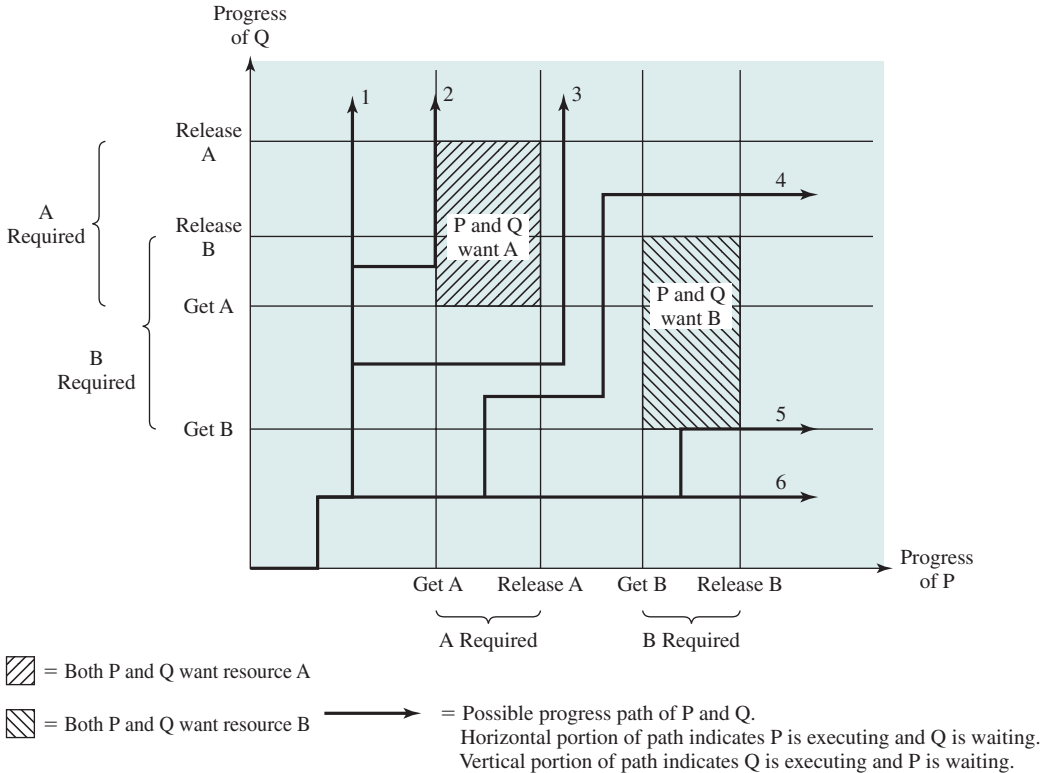 Progress
of Q
1
2
3
Release
A
4
A
Required
Release
B
P and Q
want A
P and Q
want B
Get A
B
Required
5
Get B
6
Progress
of P
Get A
Release A
Get B
Release B
A Required
B Required
= Both P and Q want resource A
= Both P and Q want resource B
= Possible progress path of P and Q.
Horizontal portion of path indicates P is executing and Q is waiting.
Vertical portion of path indicates Q is executing and P is waiting.